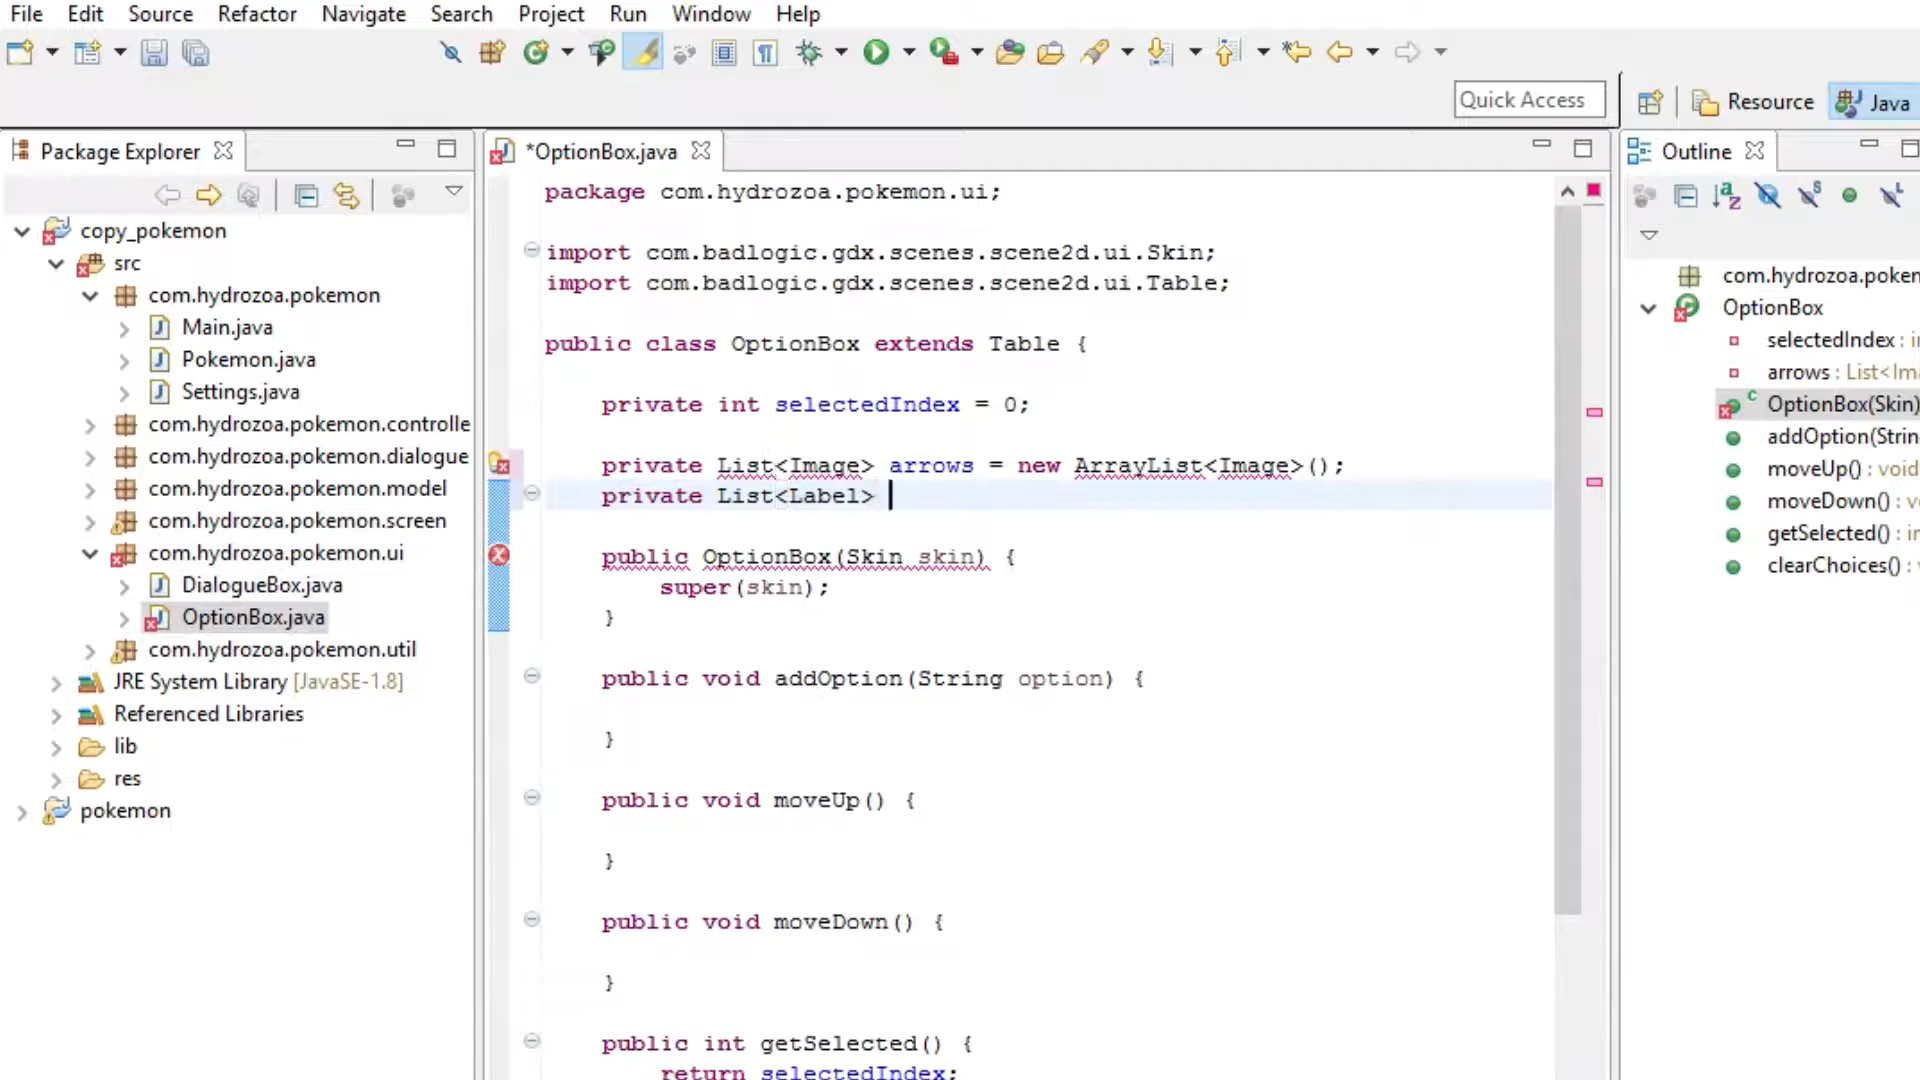 File Edit Source Refactor Navigate Search Project Run Window Help
Quick Access
Resource
Java
Package Explorer
copy_pokemon
src
com.hydrozoa.pokemon
Main.java
Pokemon.java
Settings.java
com.hydrozoa.pokemon.controlle
com.hydrozoa.pokemon.dialogue
com.hydrozoa.pokemon.model
com.hydrozoa.pokemon.screen
com.hydrozoa.pokemon.ui
DialogueBox.java
OptionBox.java
com.hydrozoa.pokemon.util
JRE System Library [JavaSE-1.8]
Referenced Libraries
lib
res
pokemon
*OptionBox.java
package com.hydrozoa.pokemon.ui;
import com.badlogic.gdx.scenes.scene2d.ui.Skin;
import com.badlogic.gdx.scenes.scene2d.ui.Table;
public class OptionBox extends Table {
private int selectedIndex = 0;
private List<Image> arrows = new ArrayList<Image>();
private List<Label>
public OptionBox(Skin skin) {
super(skin);
}
public void addOption(String option) {
}
public void moveUp() {
}
public void moveDown() {
}
public int getSelected() {
return selectedIndex;
Outline
com.hydrozoa.poken
OptionBox
selectedIndex : in
arrows : List<Ima
OptionBox(Skin)
addOption(Strin
moveUp() : void
moveDown() : vo
getSelected() : in
clearChoices() : v